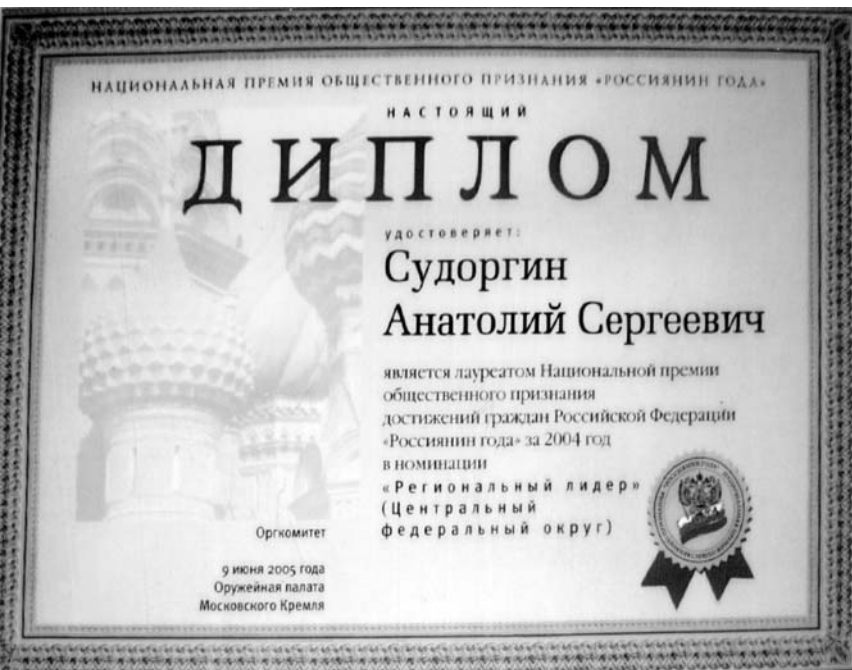 НАЦИОНАЛЬНАЯ ПРЕМИЯ ОБЩЕСТВЕННОГО ПРИЗНАНИЯ «РОССИЯНИН ГОДА»
НАСТОЯЩИЙ
ДИПЛОМ
удостоверяет:
Судоргин
Анатолий Сергеевич
является лауреатом Национальной премии
общественного признания
достижений граждан Российской Федерации
«Россиянин года» за 2004 год
в номинации
«Региональный лидер»
(Центральный
федеральный округ)
Оргкомитет
9 июня 2005 года
Оружейная палата
Московского Кремля